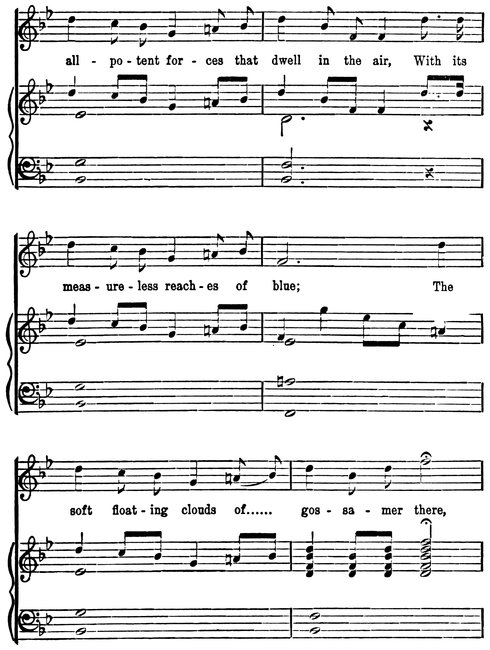 all - po - tent for - ces that dwell in the air, With its
meas - ure - less reach - es of blue; The
soft float - ing clouds of...... gos - sa - mer there,